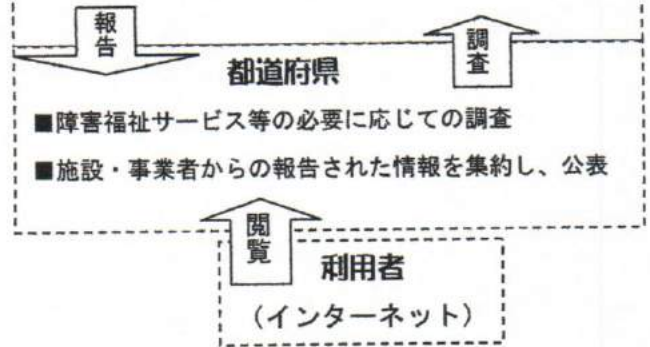 報告
調査
都道府県
■障害福祉サービス等の必要に応じての調査
■施設・事業者からの報告された情報を集約し、公表
閲覧
利用者
（インターネット）